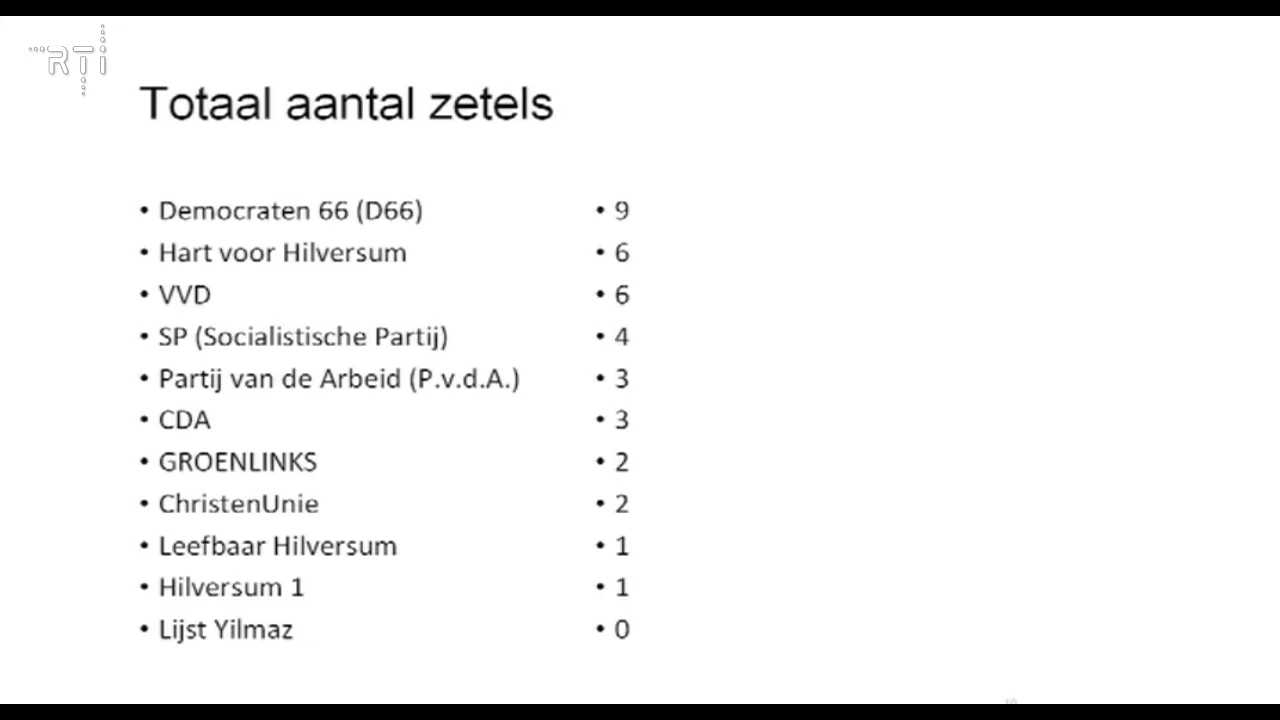 RTi
Totaal aantal zetels
• Democraten 66 (D66) • 9
• Hart voor Hilversum • 6
• VVD • 6
• SP (Socialistische Partij) • 4
• Partij van de Arbeid (P.v.d.A.) • 3
• CDA • 3
• GROENLINKS • 2
• ChristenUnie • 2
• Leefbaar Hilversum • 1
• Hilversum 1 • 1
• Lijst Yilmaz • 0